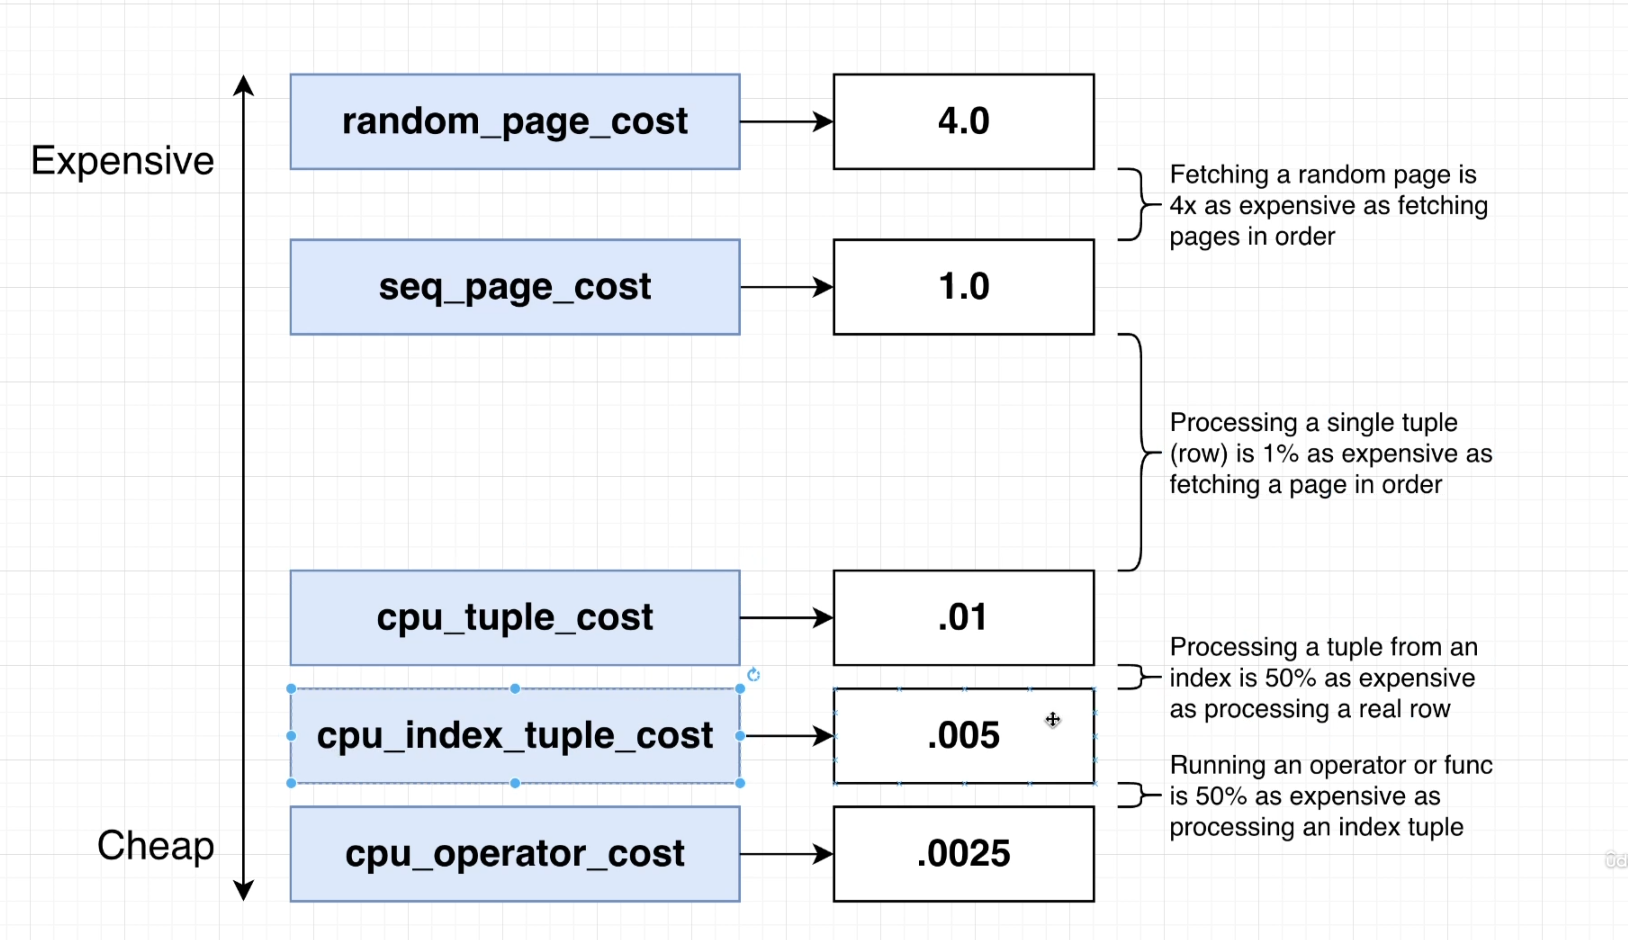 random_page_cost
4.0
Expensive
Fetching a random page is
4x as expensive as fetching
pages in order
seq_page_cost
1.0
Processing a single tuple
(row) is 1% as expensive as
fetching a page in order
cpu_tuple_cost
.01
Processing a tuple from an
index is 50% as expensive
as processing a real row
cpu_index_tuple_cost
.005
Running an operator or func
is 50% as expensive as
processing an index tuple
Cheap
cpu_operator_cost
.0025